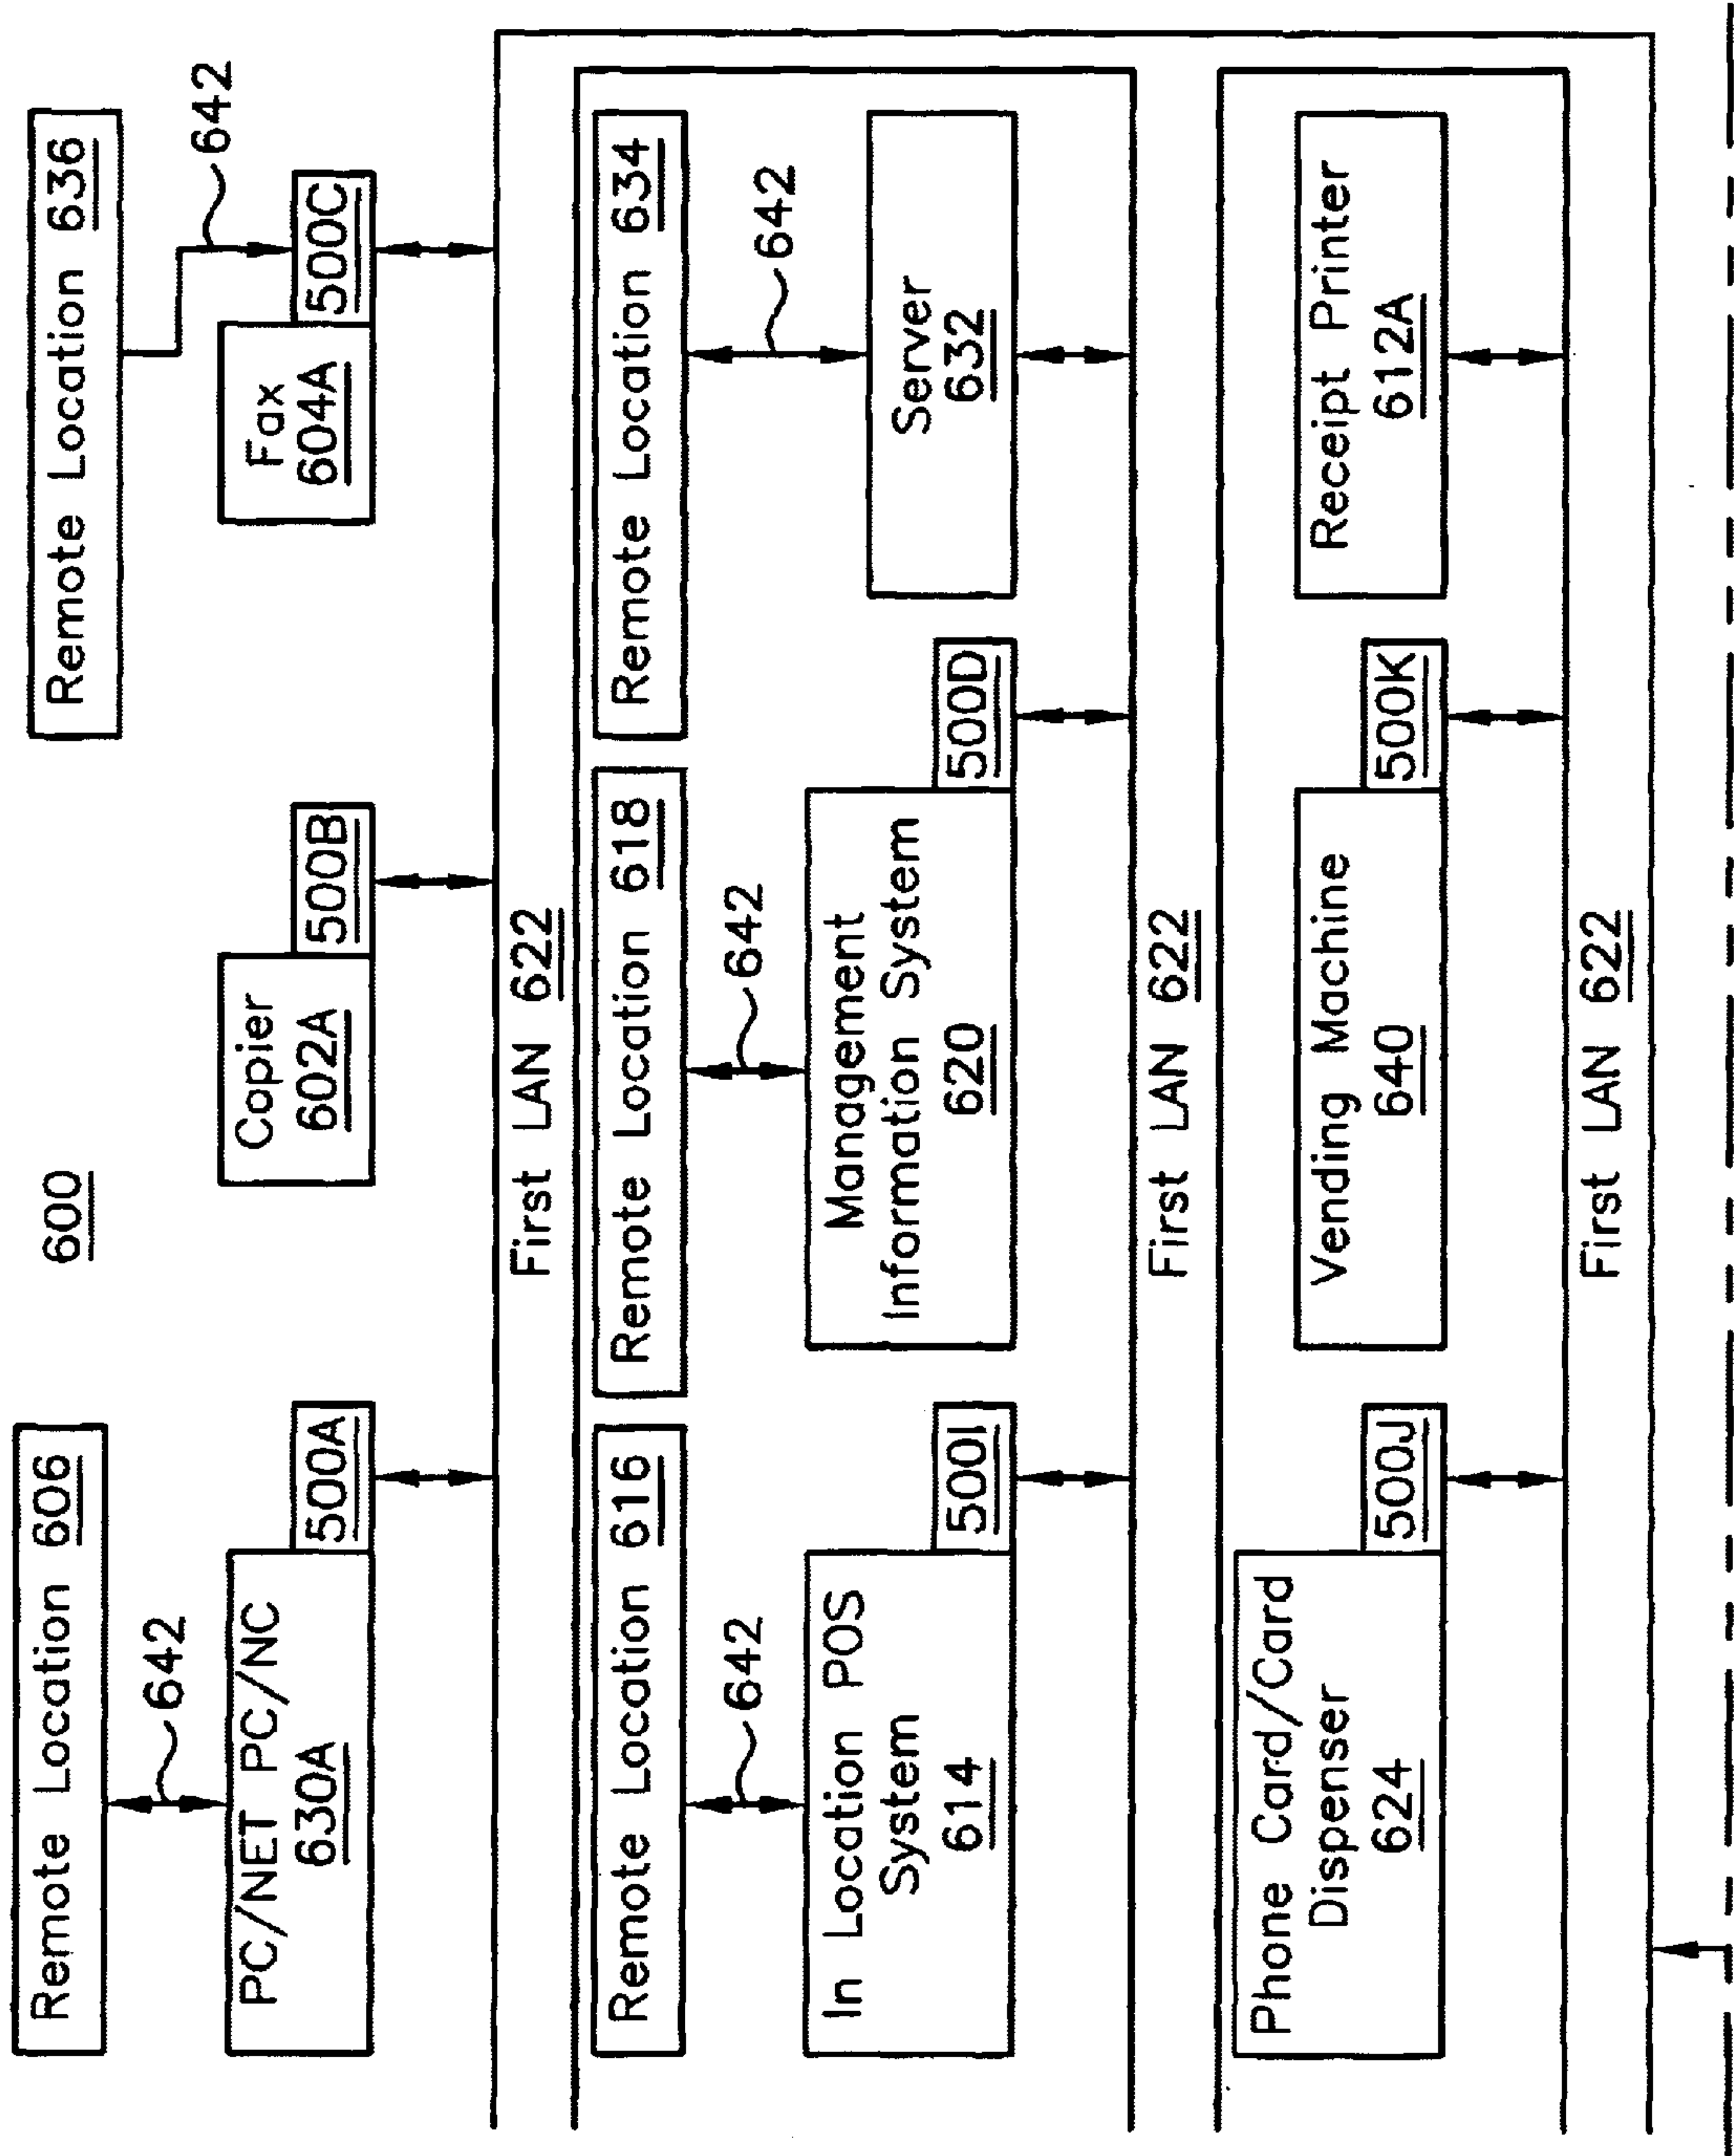 600
Remote Location 606
Remote Location 636
642
642
PC/NET PC/NC
630A
500A
Copier
602A
500B
Fax
604A
500C
First LAN 622
Remote Location 616
Remote Location 618
Remote Location 634
642
642
642
In Location POS
System
614
500I
Management
Information System
620
500D
Server
632
First LAN 622
Phone Card/Card
Dispenser
624
500J
Vending Machine
640
500K
Receipt Printer
612A
First LAN 622